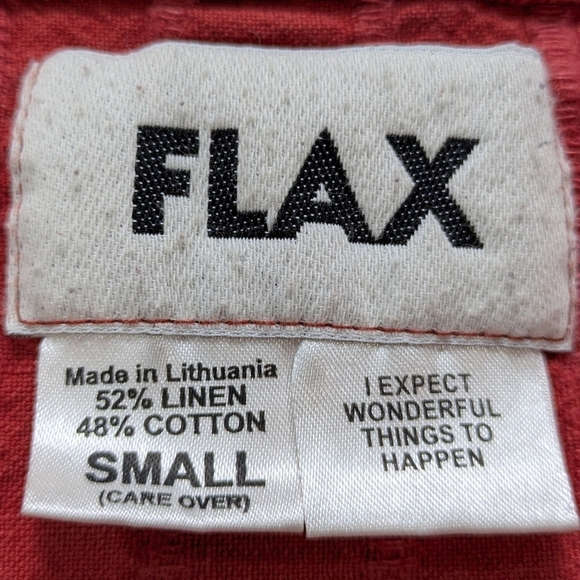 FLAX
Made in Lithuania
52% LINEN
48% COTTON
SMALL
(CARE OVER)
I EXPECT
WONDERFUL
THINGS TO
HAPPEN